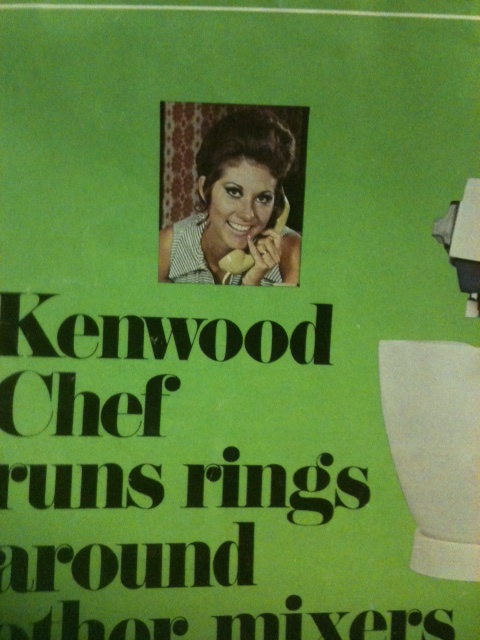 Kenwood
Chef
runs rings
around
other mixers